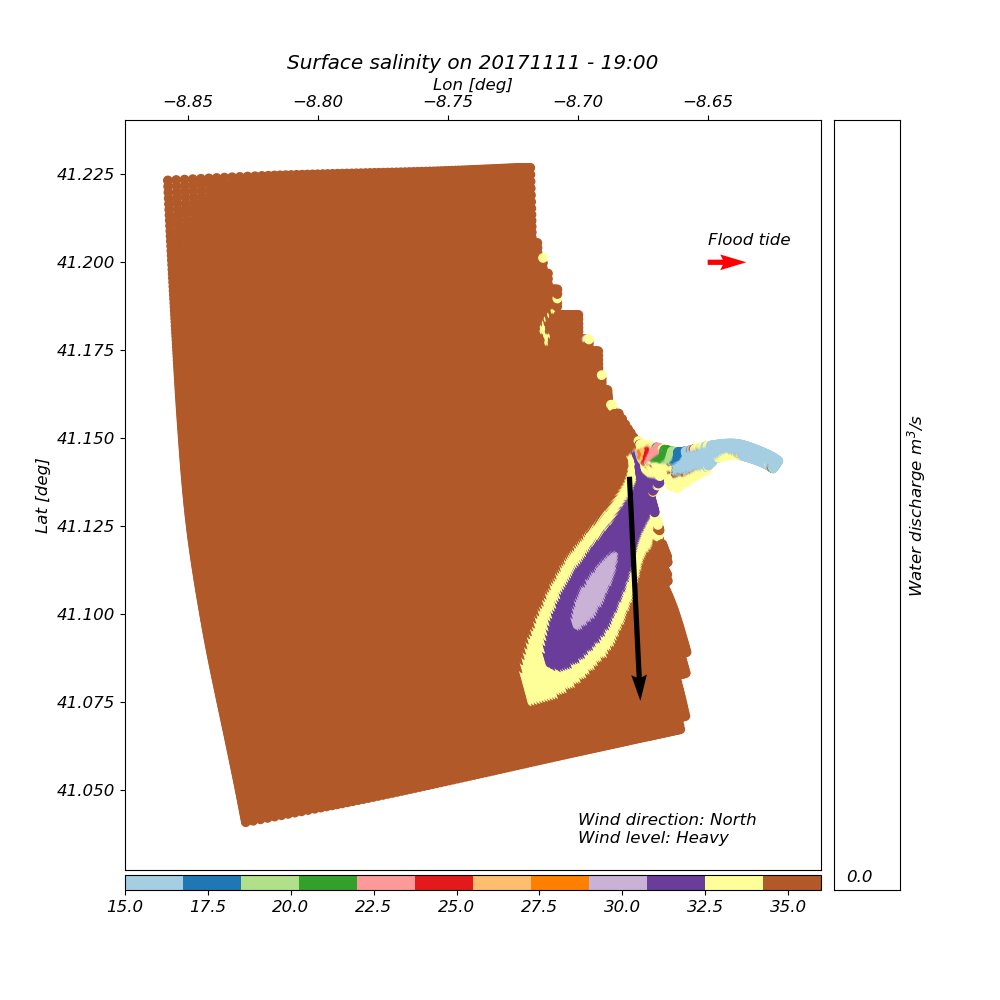 Surface salinity on 20171111 - 19:00
Lon [deg]
−8.85 −8.80 −8.75 −8.70 −8.65
41.225
41.200
41.175
41.150
41.125
41.100
41.075
41.050
Lat [deg]
Flood tide
Wind direction: North
Wind level: Heavy
15.0 17.5 20.0 22.5 25.0 27.5 30.0 32.5 35.0
0.0
Water discharge m³/s